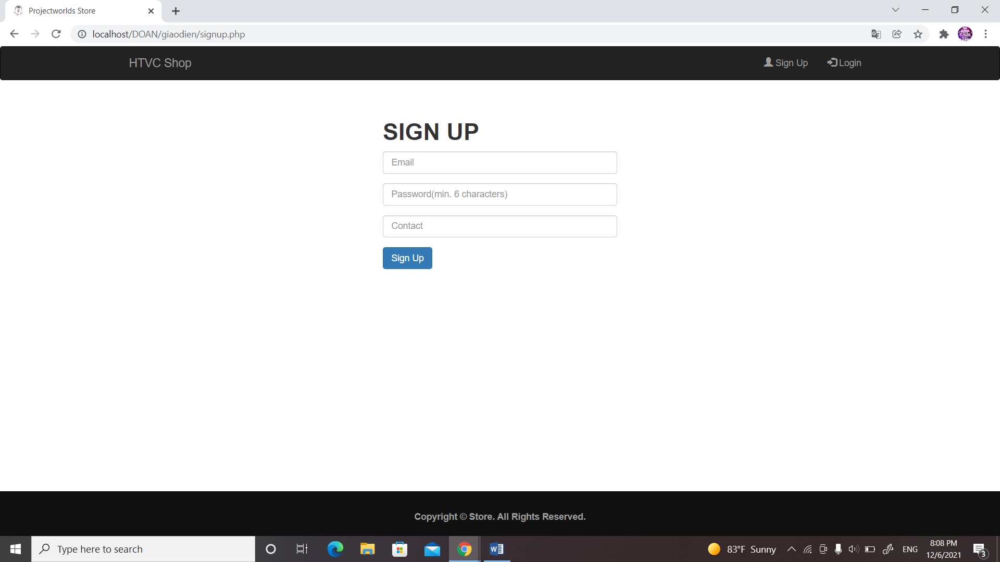 Projectworlds Store
localhost/DOAN/giaodien/signup.php
HTVC Shop
Sign Up
Login
SIGN UP
Email
Password(min. 6 characters)
Contact
Sign Up
Copyright © Store. All Rights Reserved.
Type here to search
83°F Sunny
ENG
8:08 PM
12/6/2021
3